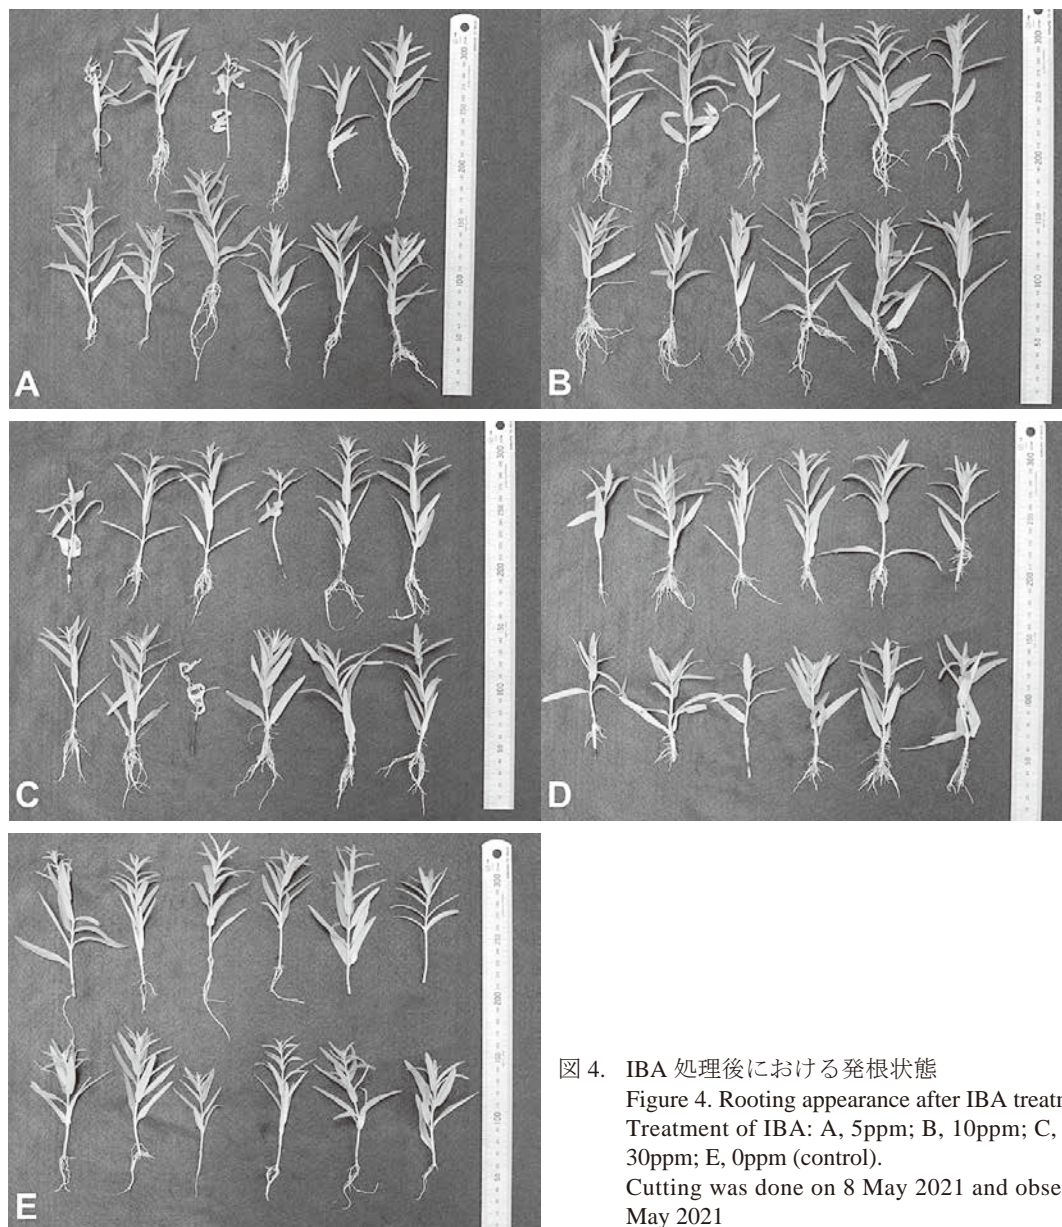 A
B
C
D
E
図 4. IBA 処理後における発根状態
Figure 4. Rooting appearance after IBA
Treatment of IBA: A, 5ppm; B, 10ppm; C,
30ppm; E, 0ppm (control).
Cutting was done on 8 May 2021 and
May 2021